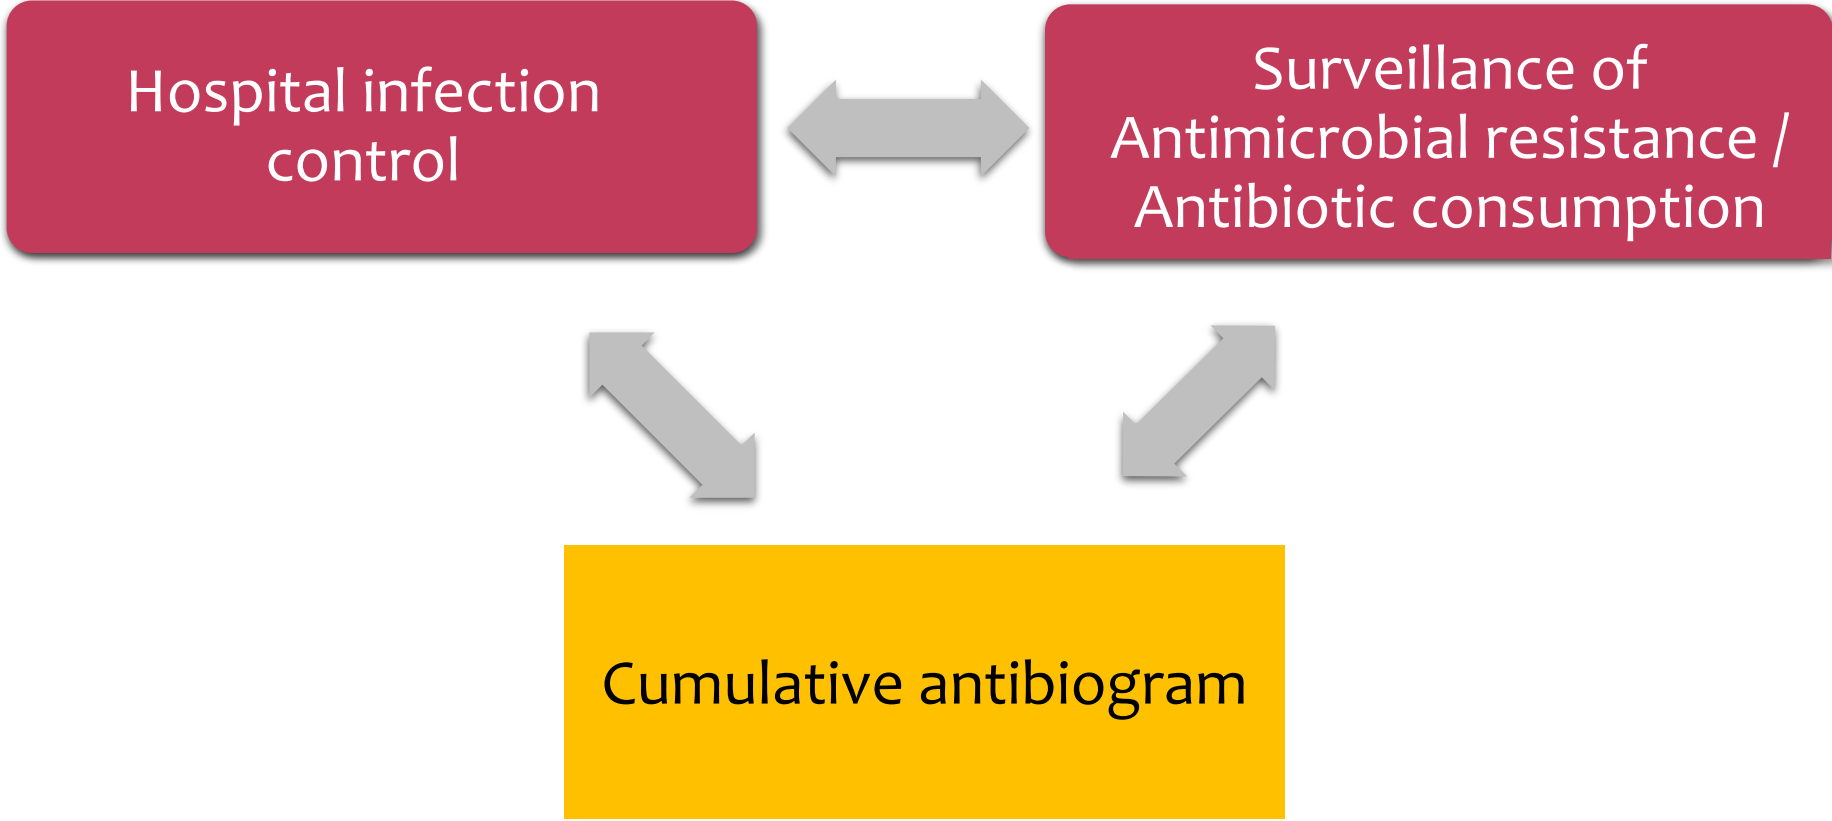 Hospital infection
control
Surveillance of
Antimicrobial resistance /
Antibiotic consumption
Cumulative antibiogram